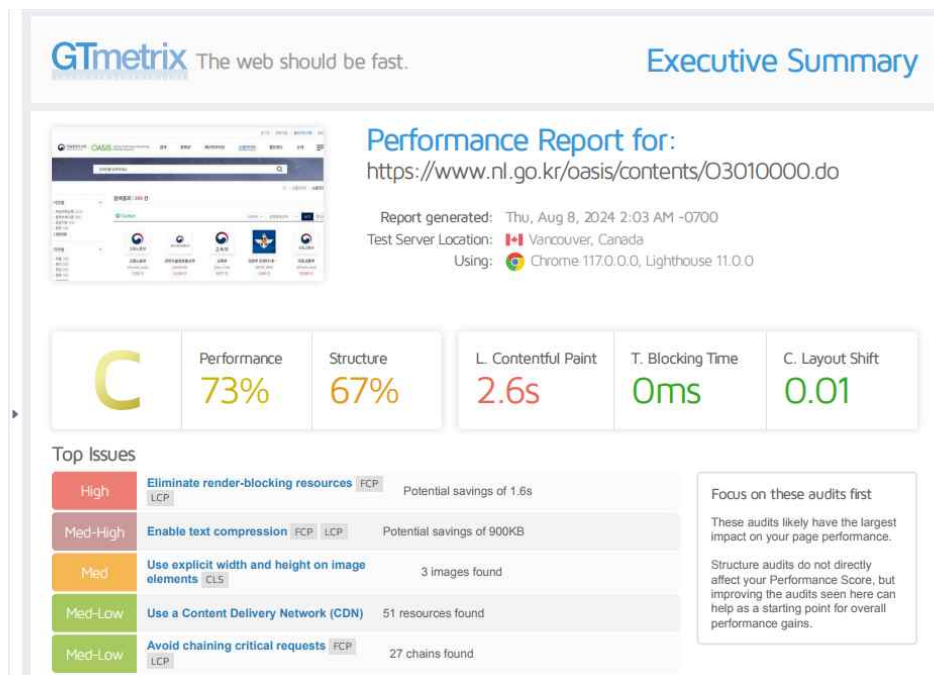 GTmetrix The web should be fast.
Executive Summary
OASIS
Performance Report for:
https://www.nl.go.kr/oasis/contents/O3010000.do
Report generated: Thu, Aug 8, 2024 2:03 AM -0700
Test Server Location: Vancouver, Canada
Using: Chrome 117.0.0.0, Lighthouse 11.0.0
C
Performance
73%
Structure
67%
L. Contentful Paint
2.6s
T. Blocking Time
0ms
C. Layout Shift
0.01
Top Issues
High
Eliminate render-blocking resources FCP
LCP
Potential savings of 1.6s
Med-High
Enable text compression FCP LCP
Potential savings of 900KB
Med
Use explicit width and height on image
elements CLS
3 images found
Med-Low
Use a Content Delivery Network (CDN)
51 resources found
Med-Low
Avoid chaining critical requests FCP
LCP
27 chains found
Focus on these audits first
These audits likely have the largest
impact on your page performance.
Structure audits do not directly
affect your Performance Score, but
improving the audits seen here can
help as a starting point for overall
performance gains.